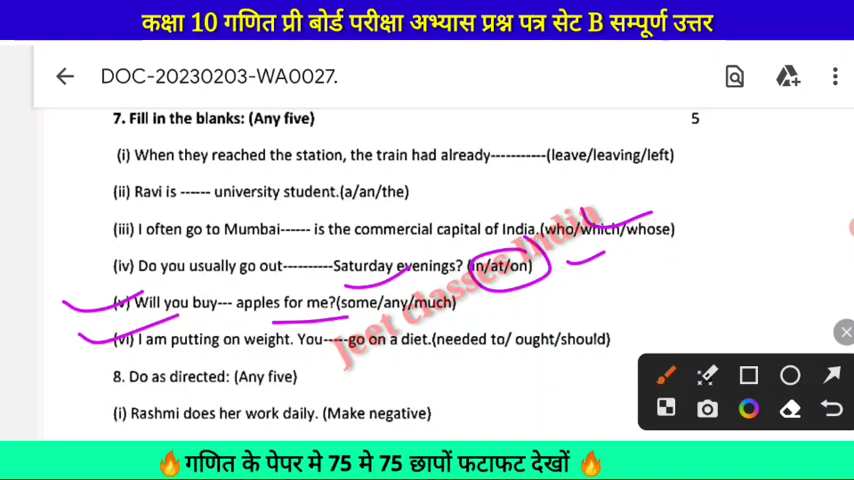 कक्षा 10 गणित प्री बोर्ड परीक्षा अभ्यास प्रश्न पत्र सेट B सम्पूर्ण उत्तर
DOC-20230203-WA0027.
7. Fill in the blanks: (Any five) 5
(i) When they reached the station, the train had already-----------(leave/leaving/left)
(ii) Ravi is ------ university student.(a/an/the)
(iii) I often go to Mumbai------ is the commercial capital of India.(who/which/whose)
(iv) Do you usually go out----------Saturday evenings? (in/at/on)
(v) Will you buy--- apples for me?(some/any/much)
(vi) I am putting on weight. You-----go on a diet.(needed to/ ought/should)
8. Do as directed: (Any five)
(i) Rashmi does her work daily. (Make negative)
Jeet classes India
🔥गणित के पेपर मे 75 मे 75 छापों फटाफट देखों 🔥